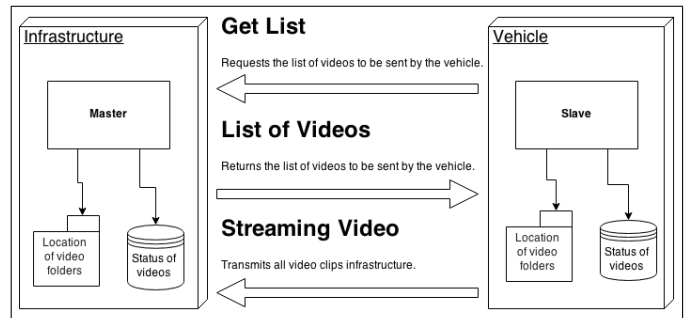 Infrastructure
Master
Location
of video
folders
Status of
videos
Get List
Requests the list of videos to be sent by the vehicle.
List of Videos
Returns the list of videos to be sent by the vehicle.
Streaming Video
Transmits all video clips infrastructure.
Vehicle
Slave
Location
of video
folders
Status of
videos